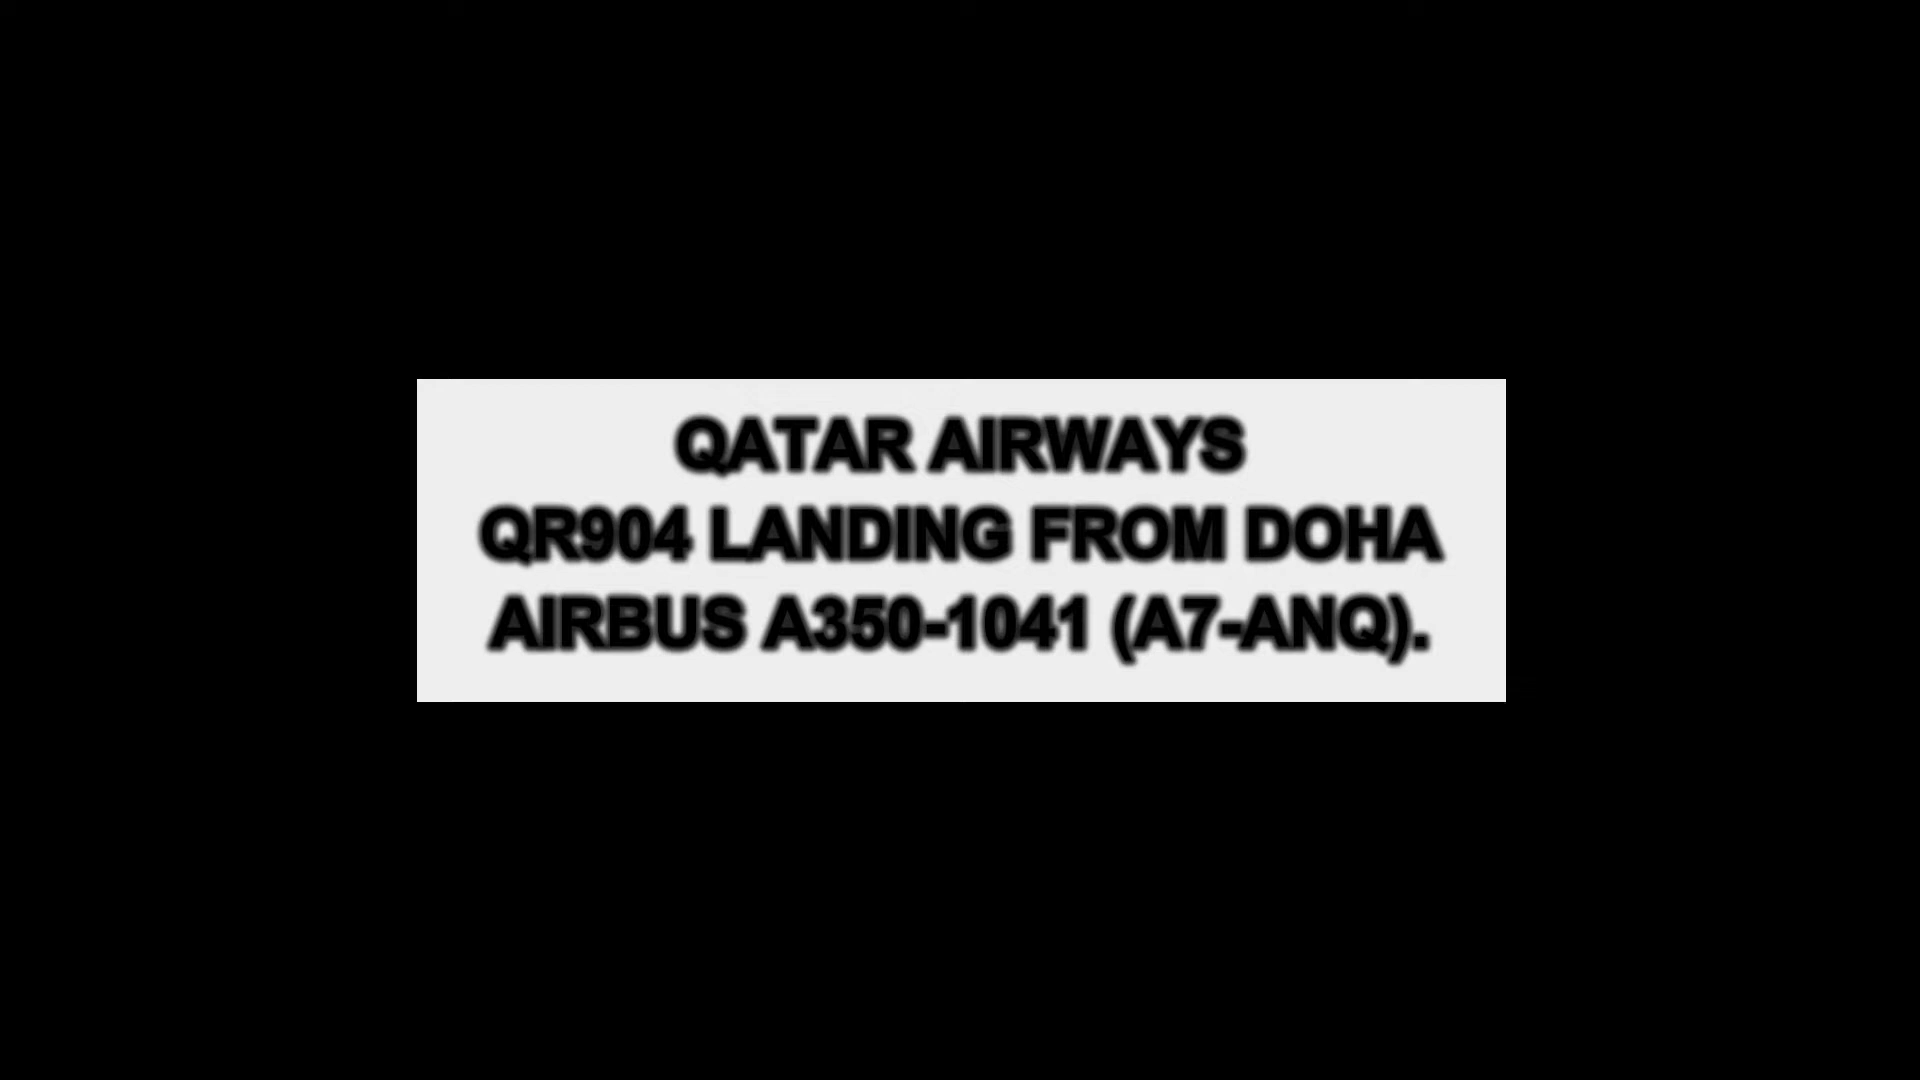 QATAR AIRWAYS
QR904 LANDING FROM DOHA
AIRBUS A350-1041 (A7-ANQ).